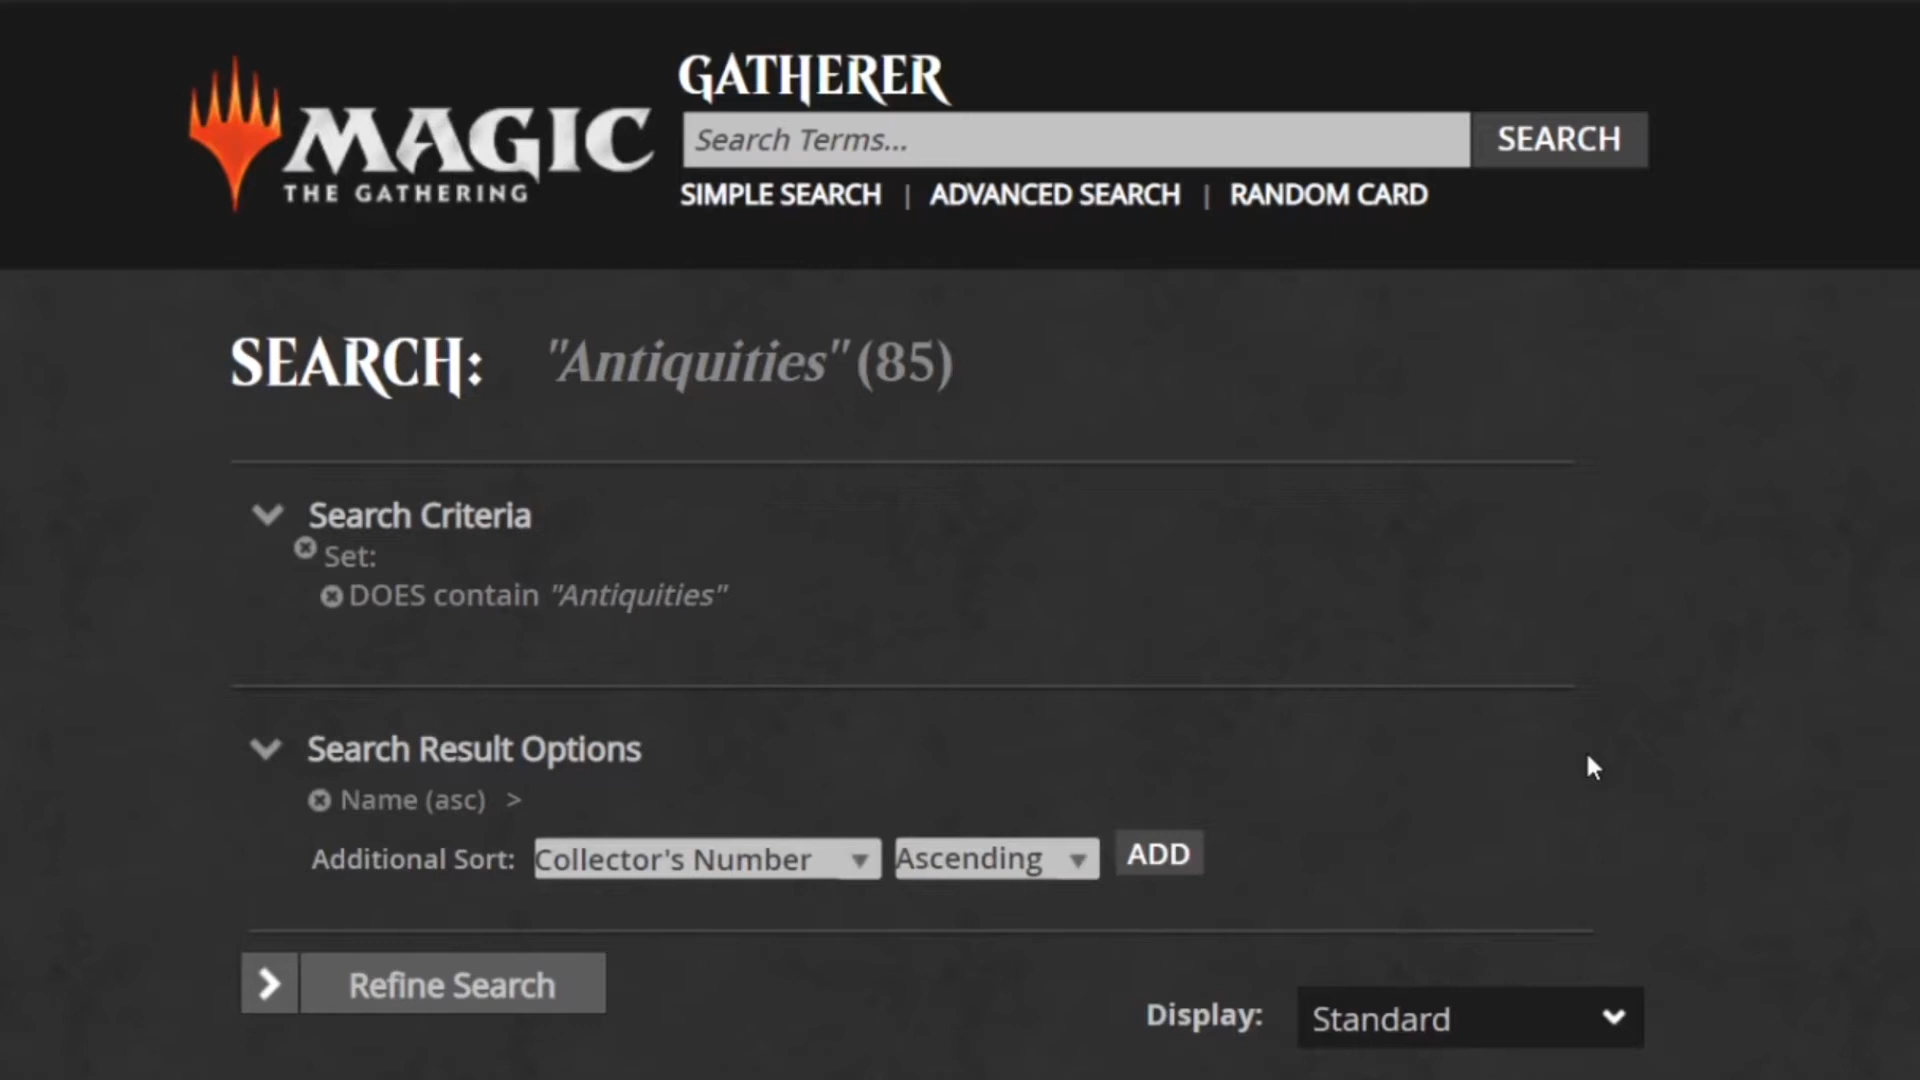 GATHERER
MAGIC
THE GATHERING
Search Terms...
SEARCH
SIMPLE SEARCH | ADVANCED SEARCH | RANDOM CARD
SEARCH: "Antiquities" (85)
Search Criteria
Set:
DOES contain "Antiquities"
Search Result Options
Name (asc) >
Additional Sort: Collector's Number Ascending ADD
Refine Search
Display: Standard